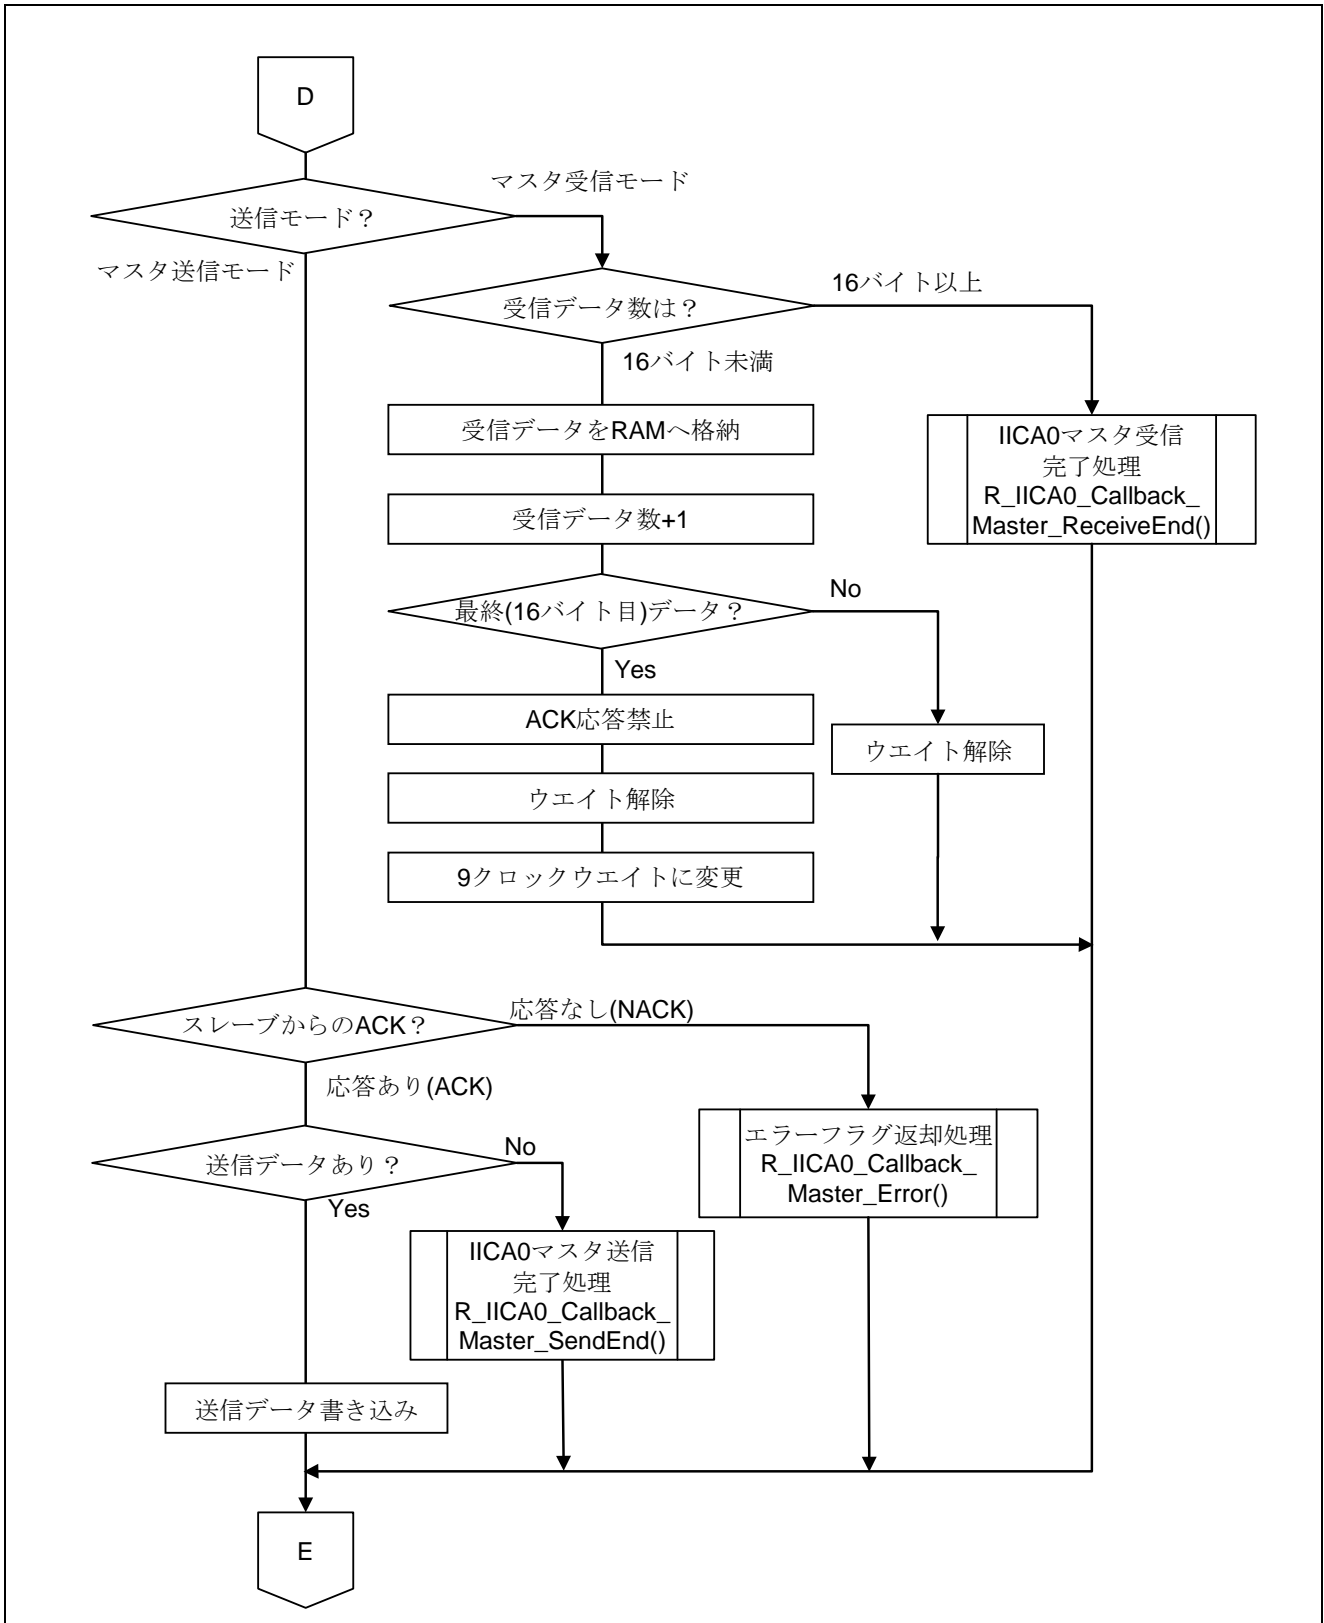 D
マスタ受信モード
送信モード？
マスタ送信モード
16バイト以上
受信データ数は？
16バイト未満
受信データをRAMへ格納
IICA0マスタ受信
完了処理
R_IICA0_Callback_
Master_ReceiveEnd()
受信データ数+1
最終(16バイト目)データ？
No
Yes
ACK応答禁止
ウエイト解除
ウエイト解除
9クロックウエイトに変更
スレーブからのACK？
応答なし(NACK)
応答あり(ACK)
エラーフラグ返却処理
R_IICA0_Callback_
Master_Error()
送信データあり？
No
Yes
IICA0マスタ送信
完了処理
R_IICA0_Callback_
Master_SendEnd()
送信データ書き込み
E